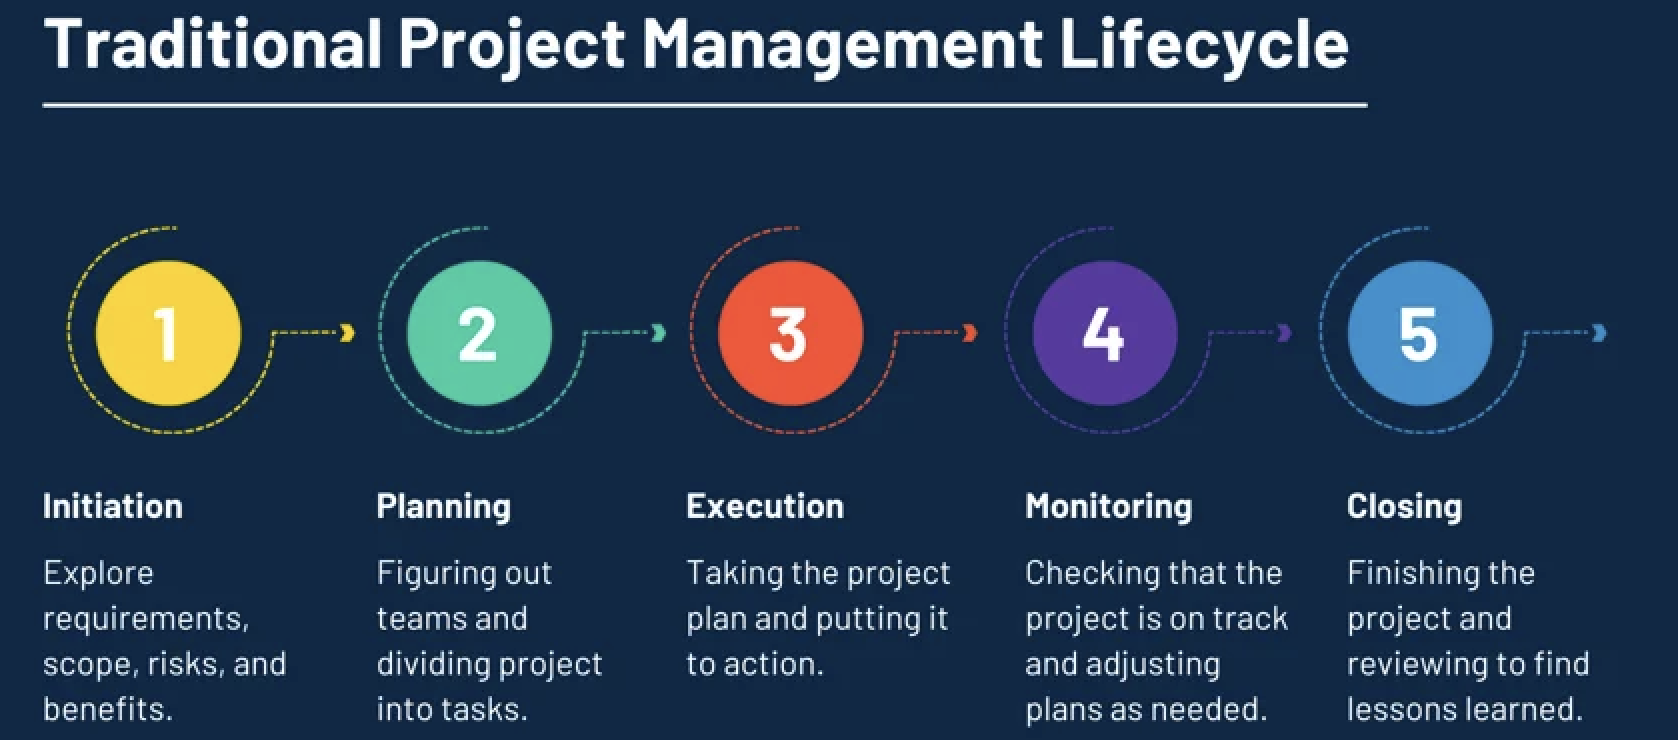 Traditional Project Management Lifecycle
1
2
3
4
5
Initiation
Explore
requirements,
scope, risks, and
benefits.
Planning
Figuring out
teams and
dividing project
into tasks.
Execution
Taking the project
plan and putting it
to action.
Monitoring
Checking that the
project is on track
and adjusting
plans as needed.
Closing
Finishing the
project and
reviewing to find
lessons learned.